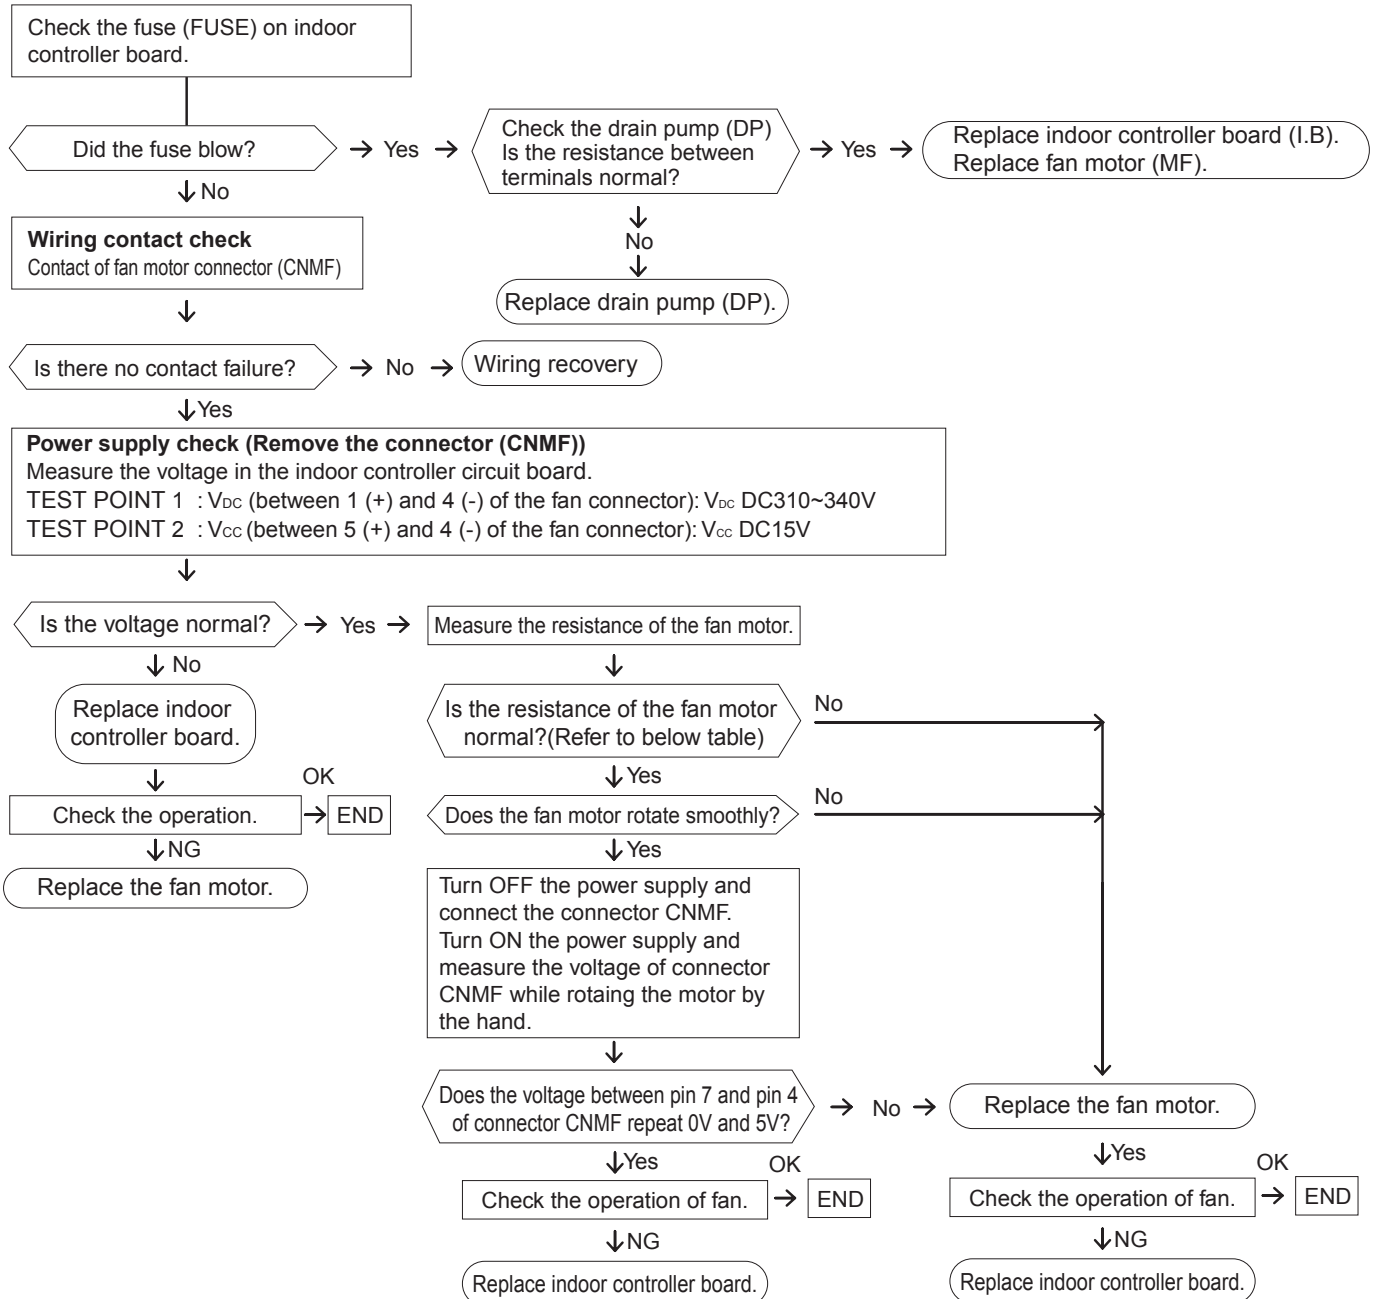 Check the fuse (FUSE) on indoor
controller board.
Did the fuse blow?
Yes
Check the drain pump (DP)
Is the resistance between
terminals normal?
Yes
Replace indoor controller board (I.B).
Replace fan motor (MF).
No
No
Replace drain pump (DP).
Wiring contact check
Contact of fan motor connector (CNMF)
Is there no contact failure?
No
Wiring recovery
Yes
Power supply check (Remove the connector (CNMF))
Measure the voltage in the indoor controller circuit board.
TEST POINT 1 : VDC (between 1 (+) and 4 (-) of the fan connector): VDC DC310~340V
TEST POINT 2 : VCC (between 5 (+) and 4 (-) of the fan connector): VCC DC15V
Is the voltage normal?
Yes
Measure the resistance of the fan motor.
No
Replace indoor
controller board.
Check the operation.
OK
END
NG
Replace the fan motor.
Is the resistance of the fan motor
normal?(Refer to below table)
No
Yes
Does the fan motor rotate smoothly?
No
Yes
Turn OFF the power supply and
connect the connector CNMF.
Turn ON the power supply and
measure the voltage of connector
CNMF while rotaing the motor by
the hand.
Does the voltage between pin 7 and pin 4
of connector CNMF repeat 0V and 5V?
No
Replace the fan motor.
Yes
Check the operation of fan.
OK
END
NG
Replace indoor controller board.
Yes
Check the operation of fan.
OK
END
NG
Replace indoor controller board.